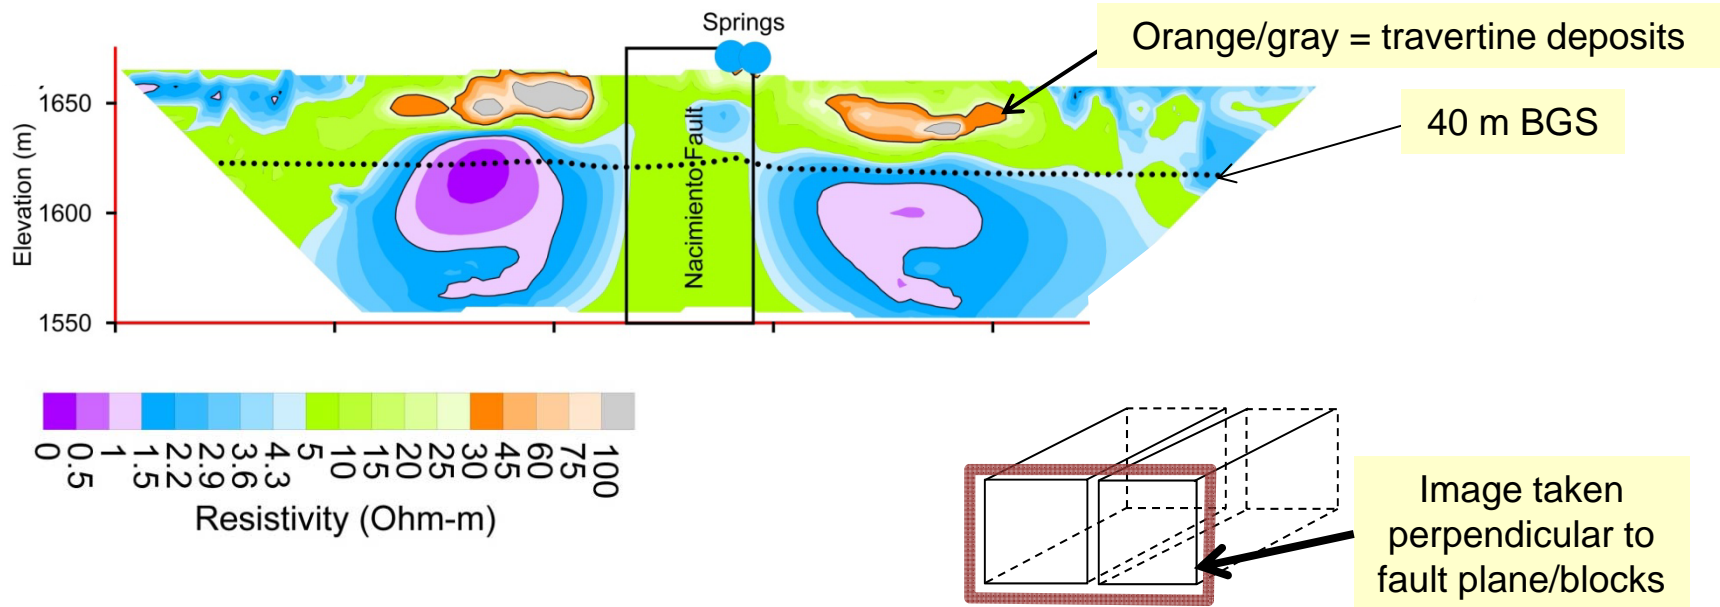 Springs
Orange/gray = travertine deposits
40 m BGS
Elevation (m)
1650
1600
1550
Nacimiento Fault
0 0.5 1 1.5 2.2 2.9 3.6 4.3 5 10 15 20 25 30 45 60 75 100
Resistivity (Ohm-m)
Image taken
perpendicular to
fault plane/blocks